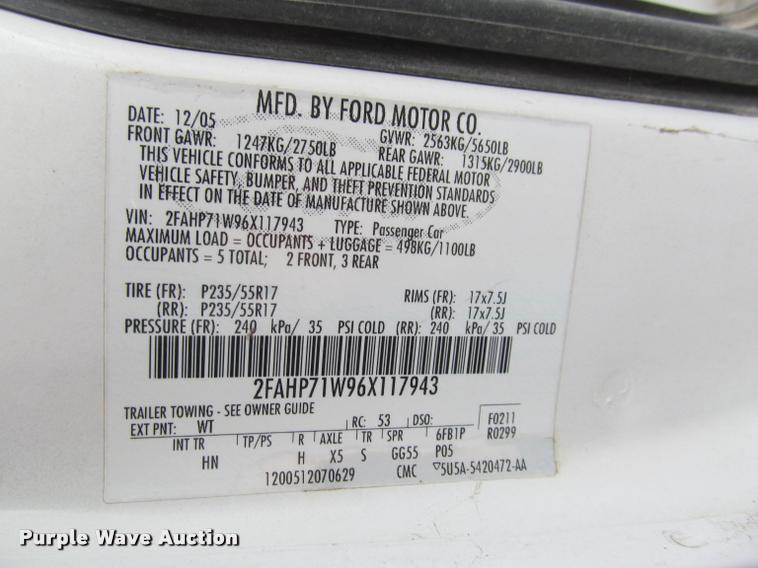 MFD. BY FORD MOTOR CO.
DATE: 12/05 GVWR: 2563KG/5650LB
FRONT GAWR: 1247KG/2750LB REAR GAWR: 1315KG/2900LB
THIS VEHICLE CONFORMS TO ALL APPLICABLE FEDERAL MOTOR
VEHICLE SAFETY, BUMPER, AND THEFT PREVENTION STANDARDS
IN EFFECT ON THE DATE OF MANUFACTURE SHOWN ABOVE.
VIN: 2FAHP71W96X117943 TYPE: Passenger Car
MAXIMUM LOAD = OCCUPANTS + LUGGAGE = 498KG/1100LB
OCCUPANTS = 5 TOTAL; 2 FRONT, 3 REAR
TIRE (FR): P235/55R17 RIMS (FR): 17x7.5J
(RR): P235/55R17 (RR): 17x7.5J
PRESSURE (FR): 240 kPa/ 35 PSI COLD (RR): 240 kPa/ 35 PSI COLD
2FAHP71W96X117943
TRAILER TOWING - SEE OWNER GUIDE
EXT PNT: WT RC: 53 DSO: F0211
INT TR TP/PS R AXLE TR SPR 6FB1P R0299
HN H X5 S GG55 P05
1200512070629 CMC ▽5U5A-5420472-AA
Purple Wave Auction